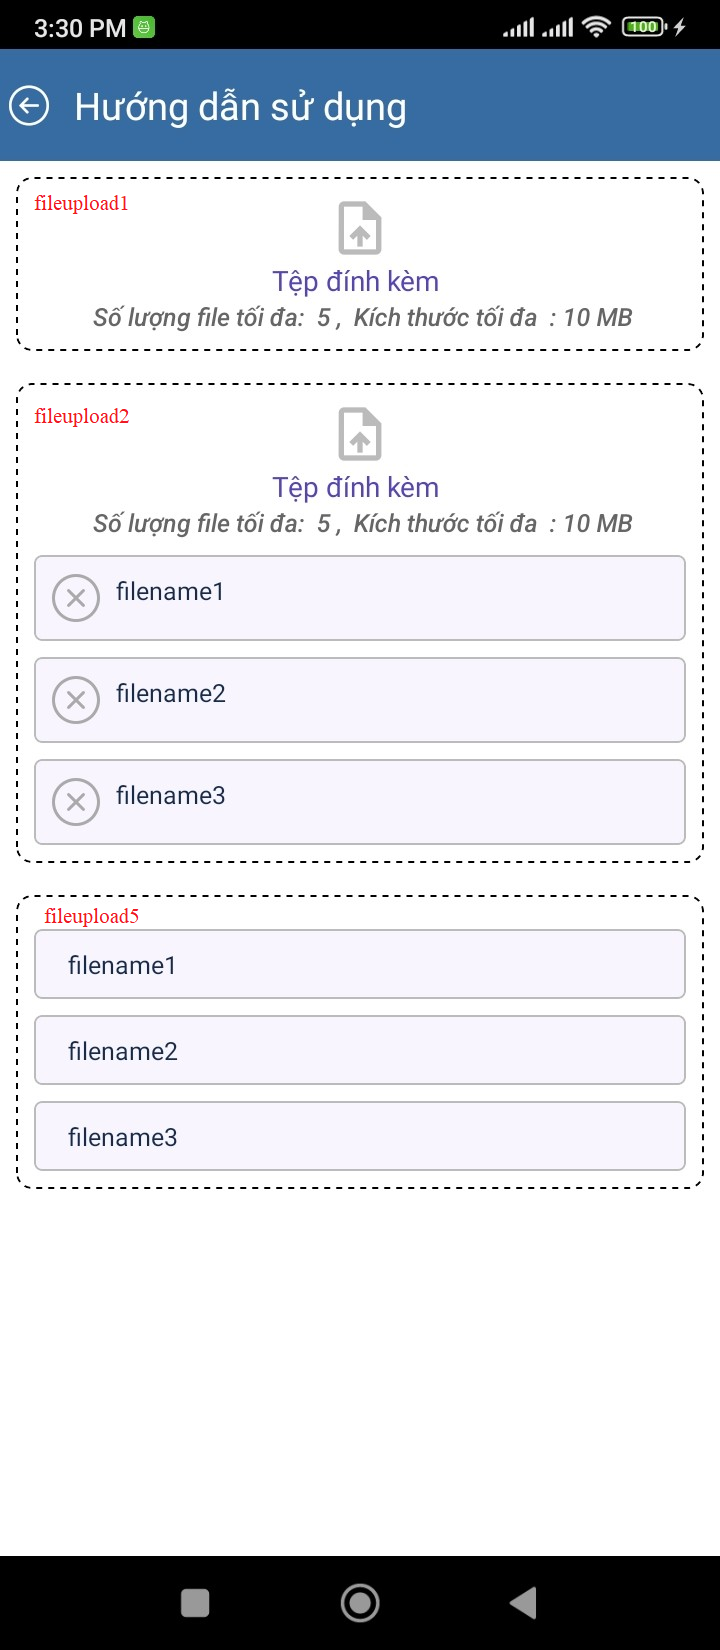 3:30 PM
100
Hướng dẫn sử dụng
fileupload1
Tệp đính kèm
Số lượng file tối đa: 5 , Kích thước tối đa : 10 MB
fileupload2
Tệp đính kèm
Số lượng file tối đa: 5 , Kích thước tối đa : 10 MB
filename1
filename2
filename3
fileupload5
filename1
filename2
filename3